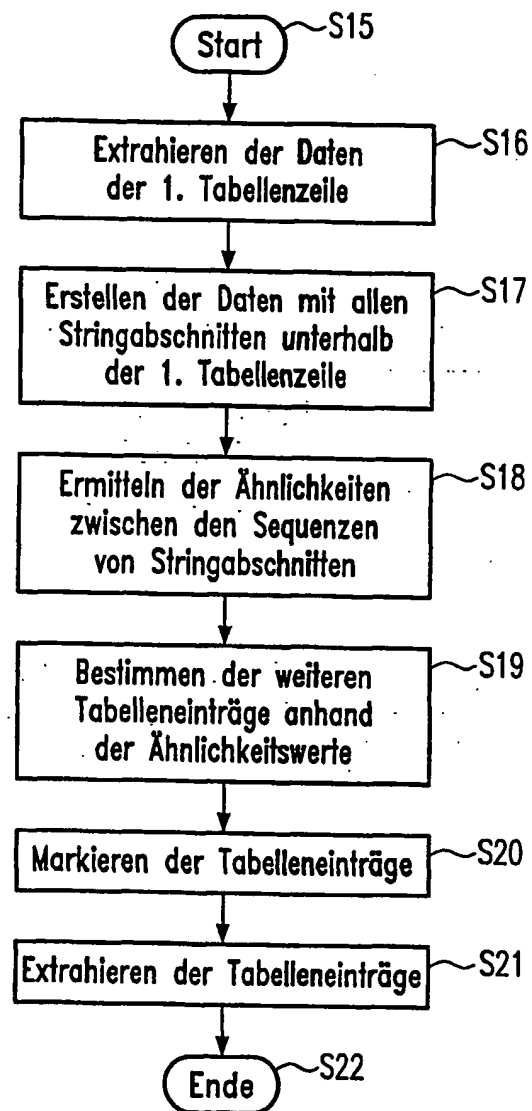 Start
S15
Extrahieren der Daten
der 1. Tabellenzeile
S16
Erstellen der Daten mit allen
Stringabschnitten unterhalb
der 1. Tabellenzeile
S17
Ermitteln der Ähnlichkeiten
zwischen den Sequenzen
von Stringabschnitten
S18
Bestimmen der weiteren
Tabelleneinträge anhand
der Ähnlichkeitswerte
S19
Markieren der Tabelleneinträge
S20
Extrahieren der Tabelleneinträge
S21
Ende
S22